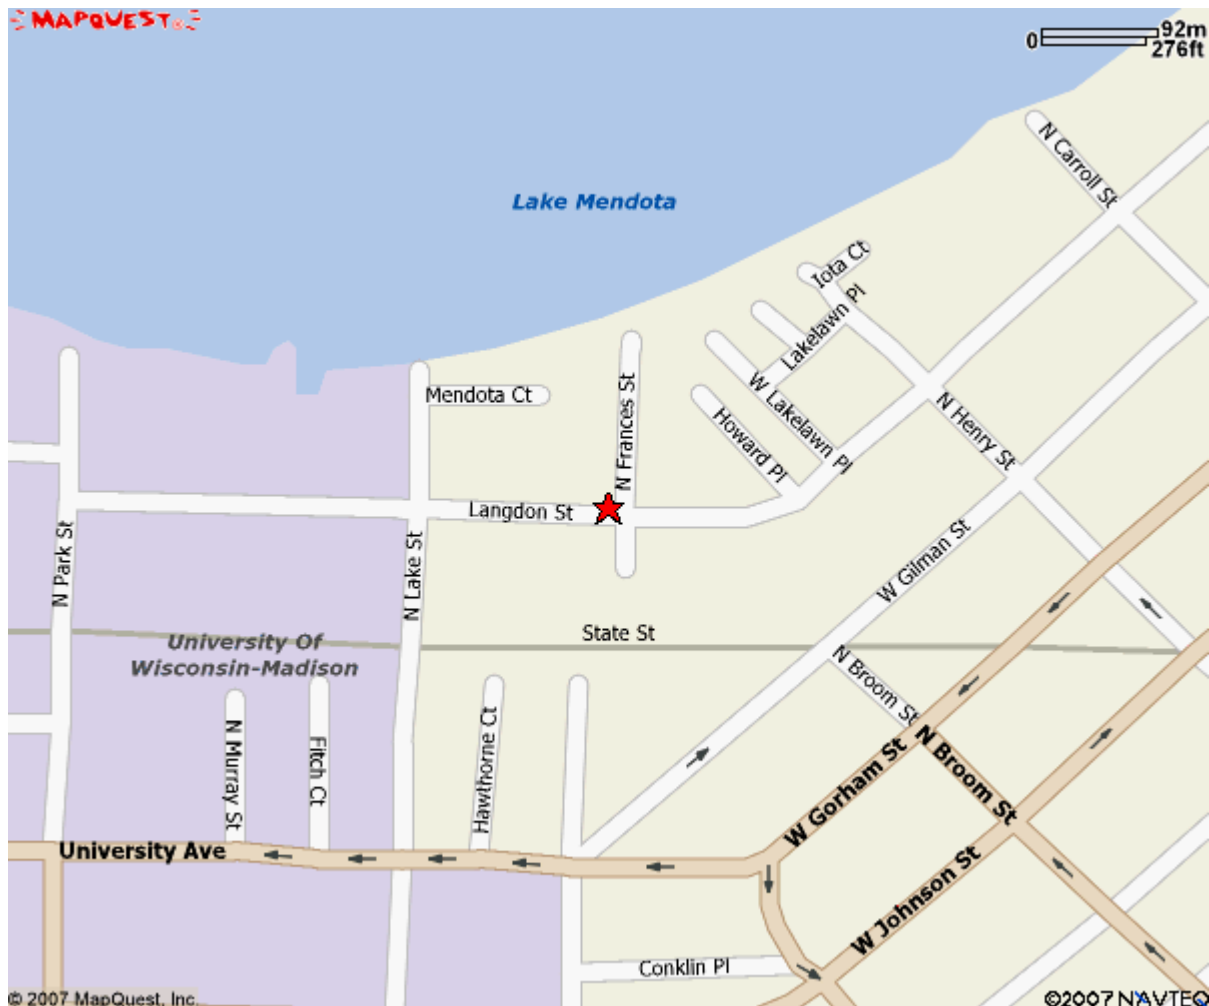 MAPQUEST®
0
92m
276ft
N Carroll St
Lake Mendota
Iota Ct
Lakelawn Pl
Mendota Ct
N Frances St
W Lakelawn Pl
Howard Pl
N Henry St
Langdon St
N Park St
N Lake St
W Gilman St
State St
University Of
Wisconsin-Madison
N Broom St
N Murray St
Fitch Ct
Hawthorne Ct
W Gorham St
N Broom St
University Ave
W Johnson St
Conklin Pl
© 2007 MapQuest, Inc.
©2007 NAVTEQ